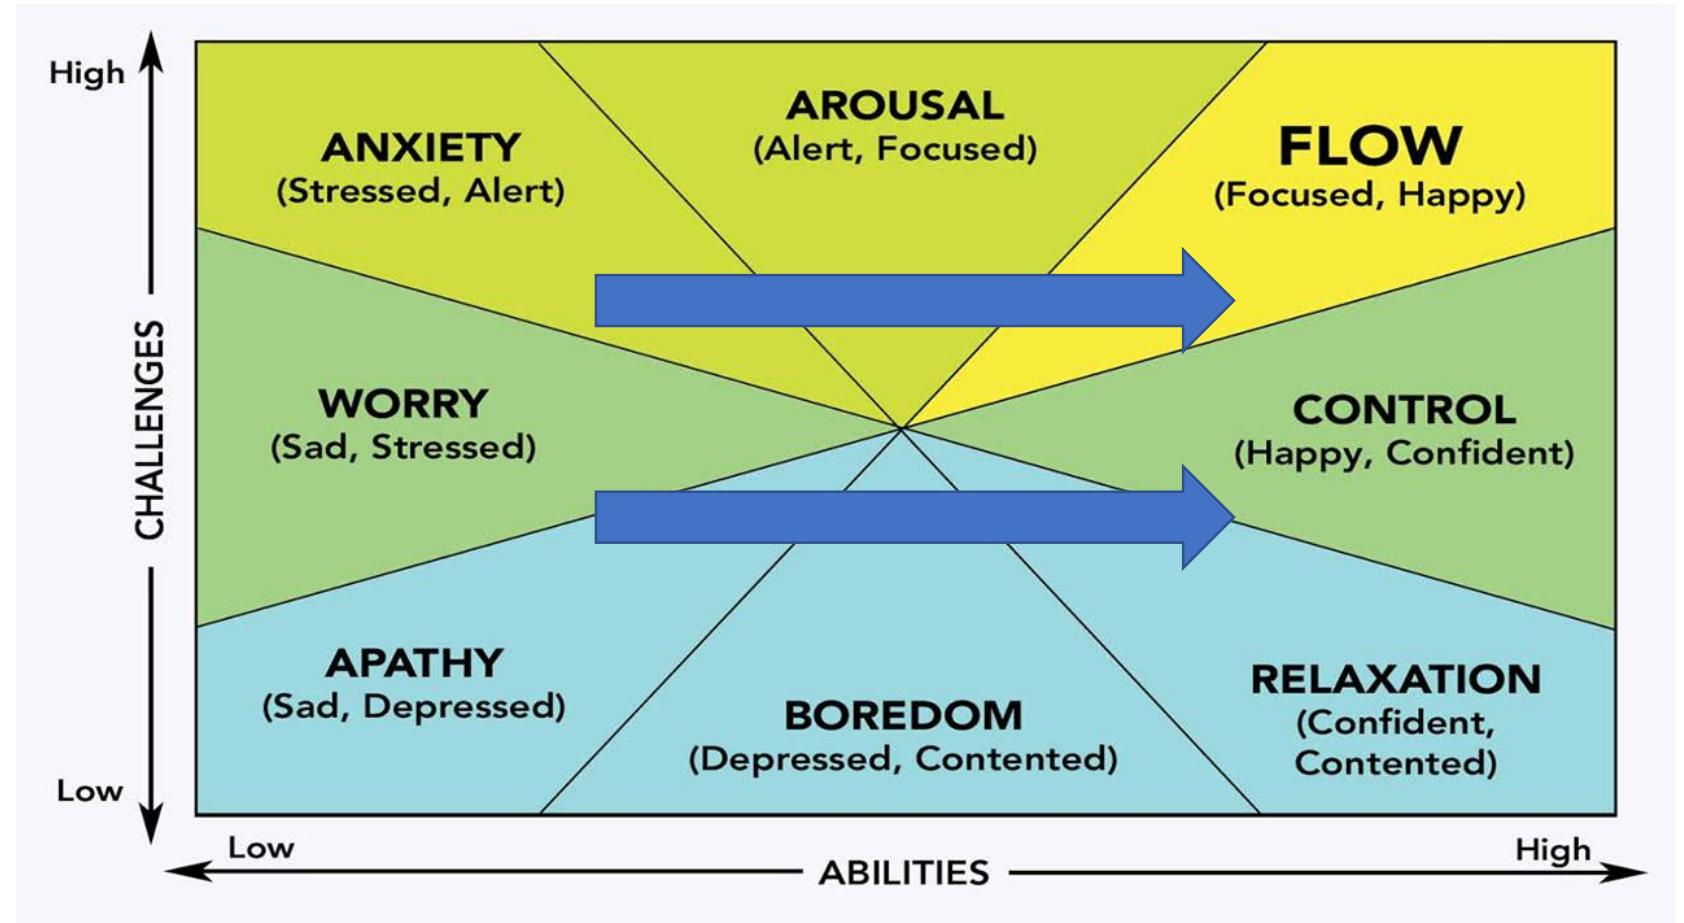 High
ANXIETY
(Stressed, Alert)
AROUSAL
(Alert, Focused)
FLOW
(Focused, Happy)
CHALLENGES
WORRY
(Sad, Stressed)
CONTROL
(Happy, Confident)
APATHY
(Sad, Depressed)
BOREDOM
(Depressed, Contented)
RELAXATION
(Confident,
Contented)
Low
Low
ABILITIES
High